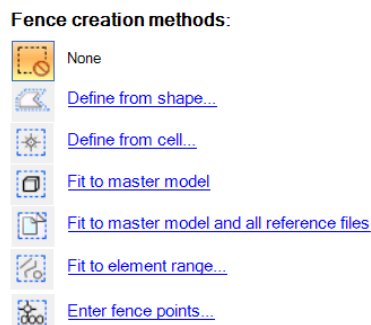 Fence creation methods:
None
Define from shape...
Define from cell...
Fit to master model
Fit to master model and all reference files
Fit to element range...
Enter fence points...